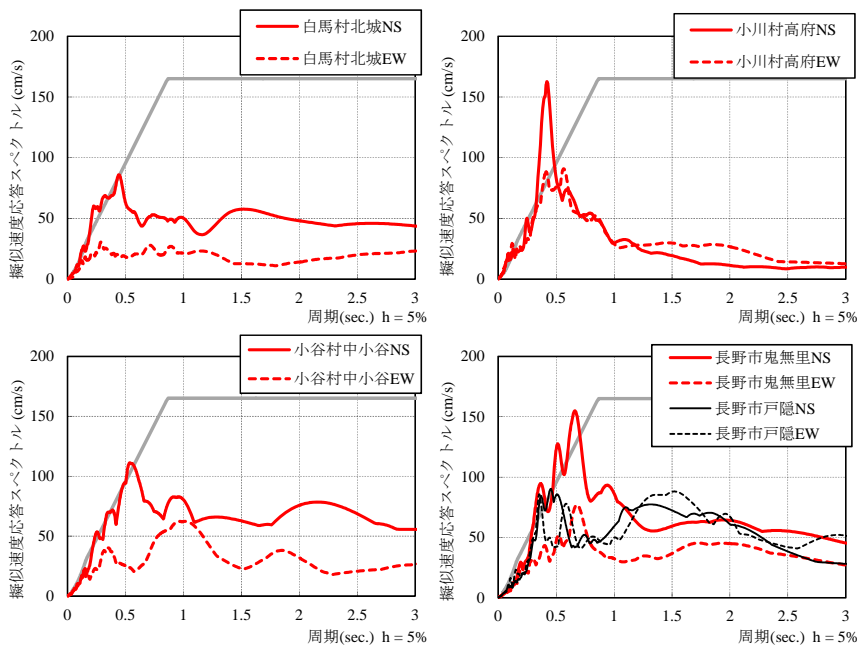 白馬村北城NS
白馬村北城EW
擬似速度応答スペクトル (cm/s)
200
150
100
50
0
0 0.5 1 1.5 2 2.5 3
周期(sec.) h = 5%
小川村高府NS
小川村高府EW
擬似速度応答スペクトル (cm/s)
200
150
100
50
0
0 0.5 1 1.5 2 2.5 3
周期(sec.) h = 5%
小谷村中小谷NS
小谷村中小谷EW
擬似速度応答スペクトル (cm/s)
200
150
100
50
0
0 0.5 1 1.5 2 2.5 3
周期(sec.) h = 5%
長野市鬼無里NS
長野市鬼無里EW
長野市戸隠NS
長野市戸隠EW
擬似速度応答スペクトル (cm/s)
200
150
100
50
0
0 0.5 1 1.5 2 2.5 3
周期(sec.) h = 5%